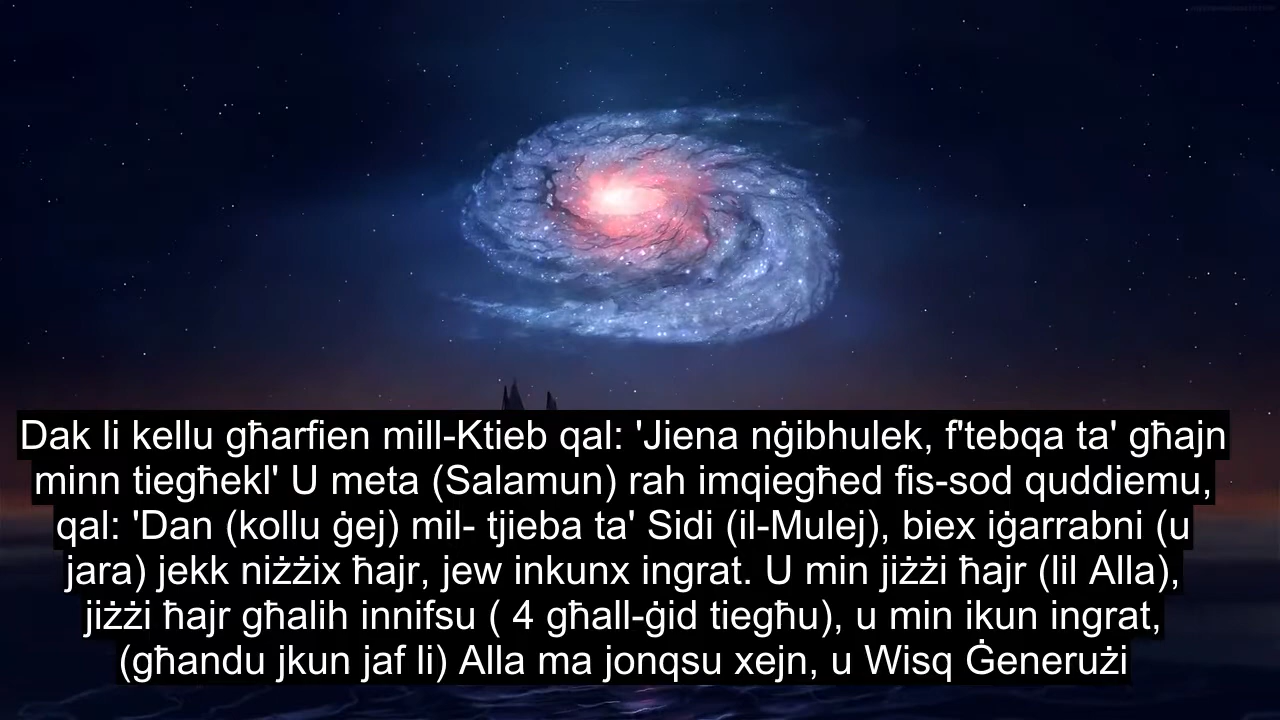 Dak li kellu għarfien mill-Ktieb qal: 'Jiena nġibhulek, f'tebqa ta' għajn
minn tiegħekl' U meta (Salamun) rah imqiegħed fis-sod quddiemu,
qal: 'Dan (kollu ġej) mil- tjieba ta' Sidi (il-Mulej), biex iġarrabni (u
jara) jekk niżżix ħajr, jew inkunx ingrat. U min jiżżi ħajr (lil Alla),
jiżżi ħajr għalih innifsu ( 4 għall-ġid tiegħu), u min ikun ingrat,
(għandu jkun jaf li) Alla ma jonqsu xejn, u Wisq Ġenerużi